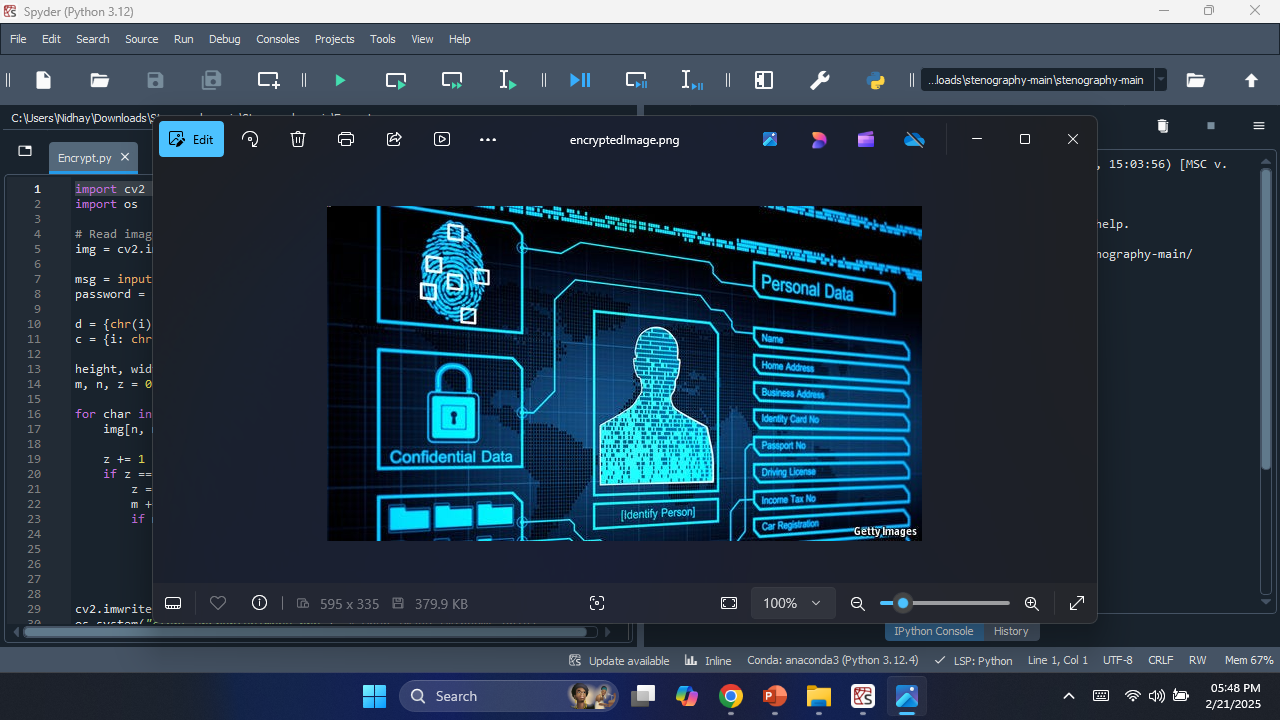 Spyder (Python 3.12)
File Edit Search Source Run Debug Consoles Projects Tools View Help
...loads\stenography-main\stenography-main
C:\Users\Nidhay\Downloads\
Edit
encryptedImage.png
Encrypt.py
, 15:03:56) [MSC v.
help.
nography-main/
1 import cv2
2 import os
3
4 # Read imag
5 img = cv2.i
6
7 msg = input
8 password =
9
10 d = {chr(i)
11 c = {i: chr
12
13 height, wid
14 m, n, z = 0
15
16 for char in
17 img[n,
18
19 z += 1
20 if z ==
21 z =
22 m +
23 if
24
25
26
27
28
29 cv2.imwrite
30
Personal Data
Name
Home Address
Business Address
Identity Card No
Passport No
Driving License
Income Tax No
Car Registration
Confidential Data
[Identify Person]
Getty Images
595 x 335 379.9 KB
100%
IPython Console History
Update available Inline Conda: anaconda3 (Python 3.12.4) LSP: Python Line 1, Col 1 UTF-8 CRLF RW Mem 67%
Search
05:48 PM
2/21/2025